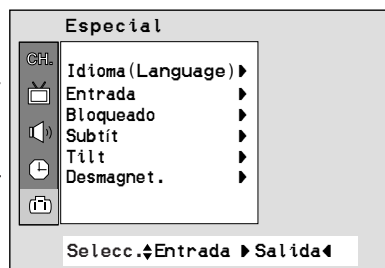 Especial
CH.
Idioma(Language)▶
Entrada ▶
Bloqueado ▶
Subtít ▶
Tilt ▶
Desmagnet. ▶
Selecc.▲▼Entrada ▶Salida◀